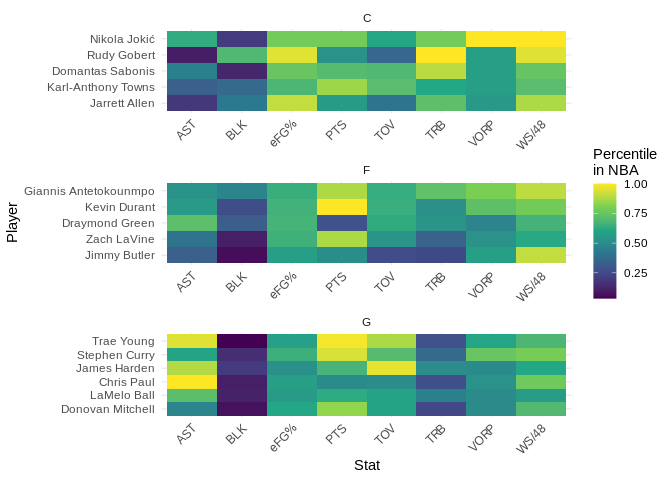 C
Nikola Jokić
Rudy Gobert
Domantas Sabonis
Karl-Anthony Towns
Jarrett Allen
AST BLK eFG% PTS TOV TRB VORP WS/48
F
Giannis Antetokounmpo
Kevin Durant
Draymond Green
Zach LaVine
Jimmy Butler
AST BLK eFG% PTS TOV TRB VORP WS/48
G
Trae Young
Stephen Curry
James Harden
Chris Paul
LaMelo Ball
Donovan Mitchell
AST BLK eFG% PTS TOV TRB VORP WS/48
Stat
Player
Percentile
in NBA
1.00
0.75
0.50
0.25